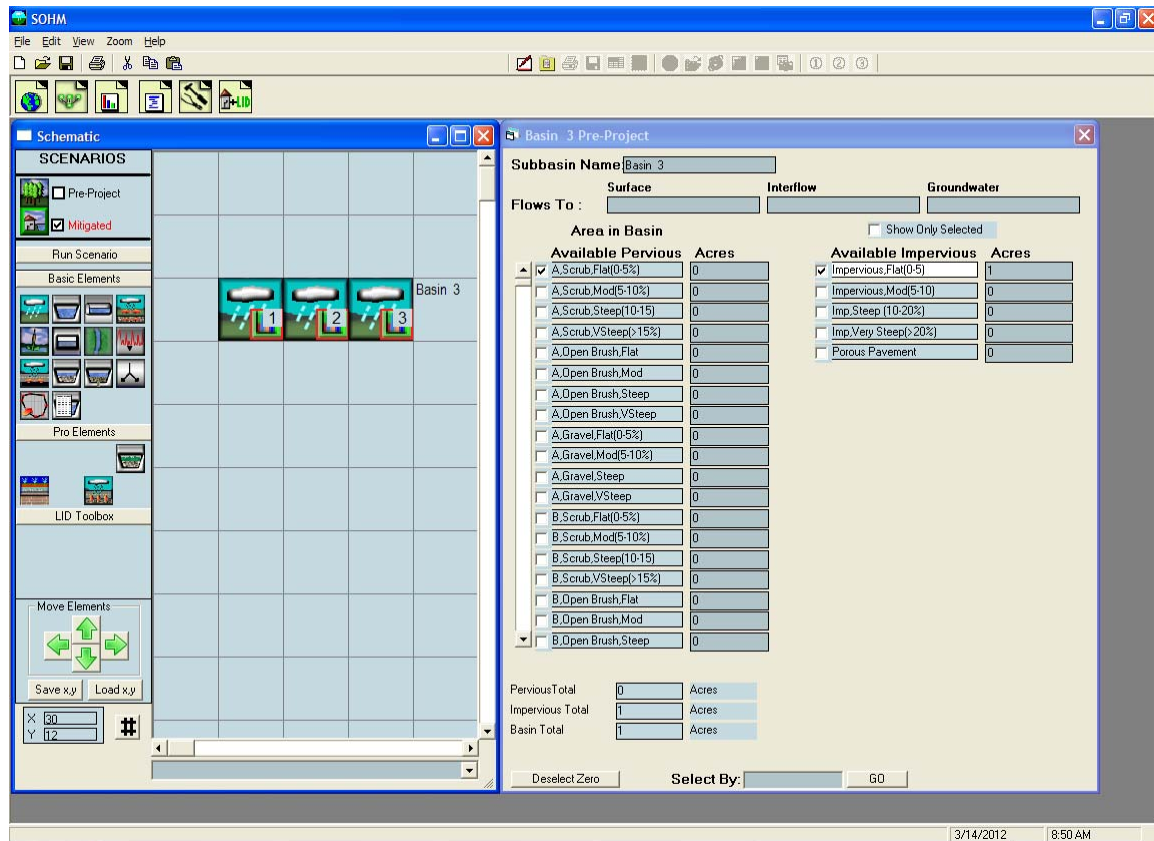 SOHM
File Edit View Zoom Help
① ② ③
+LID
Schematic
SCENARIOS
Pre-Project
Mitigated
Run Scenario
Basic Elements
Pro Elements
LID Toolbox
Move Elements
Save x,y Load x,y
X 30
Y 12
#
1 2 3 Basin 3
Basin 3 Pre-Project
Subbasin Name: Basin 3
Surface Interflow Groundwater
Flows To :
Area in Basin Show Only Selected
Available Pervious Acres Available Impervious Acres
A,Scrub,Flat(0-5%) 0 Impervious,Flat(0-5) 1
A,Scrub,Mod(5-10%) 0 Impervious,Mod(5-10) 0
A,Scrub,Steep(10-15) 0 Imp,Steep (10-20%) 0
A,Scrub,VSteep(>15%) 0 Imp,Very Steep(>20%) 0
A,Open Brush,Flat 0 Porous Pavement 0
A,Open Brush,Mod 0
A,Open Brush,Steep 0
A,Open Brush,VSteep 0
A,Gravel,Flat(0-5%) 0
A,Gravel,Mod(5-10%) 0
A,Gravel,Steep 0
A,Gravel,VSteep 0
B,Scrub,Flat(0-5%) 0
B,Scrub,Mod(5-10%) 0
B,Scrub,Steep(10-15) 0
B,Scrub,VSteep(>15%) 0
B,Open Brush,Flat 0
B,Open Brush,Mod 0
B,Open Brush,Steep 0
PerviousTotal 0 Acres
Impervious Total 1 Acres
Basin Total 1 Acres
Deselect Zero Select By: GO
3/14/2012 8:50 AM